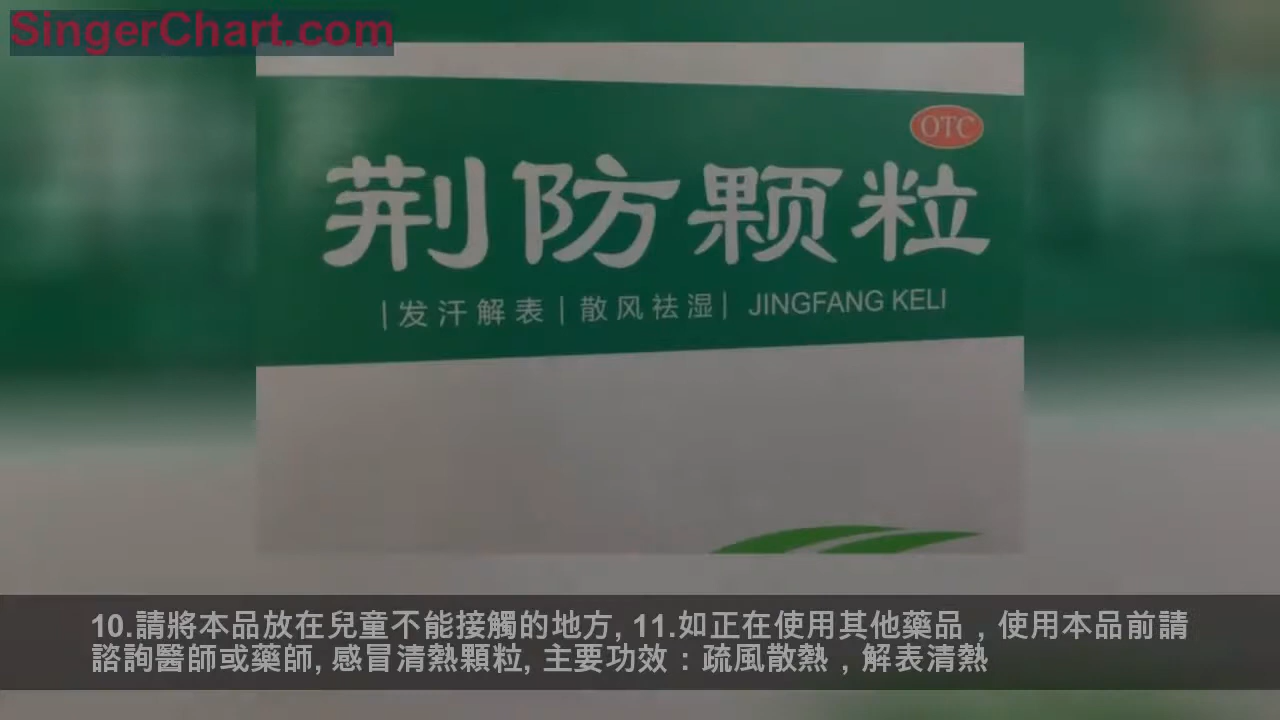 SingerChart.com
OTC
荆防颗粒
|发汗解表|散风祛湿| JINGFANG KELI
10.請將本品放在兒童不能接觸的地方, 11.如正在使用其他藥品，使用本品前請
諮詢醫師或藥師, 感冒清熱顆粒, 主要功效：疏風散熱，解表清熱